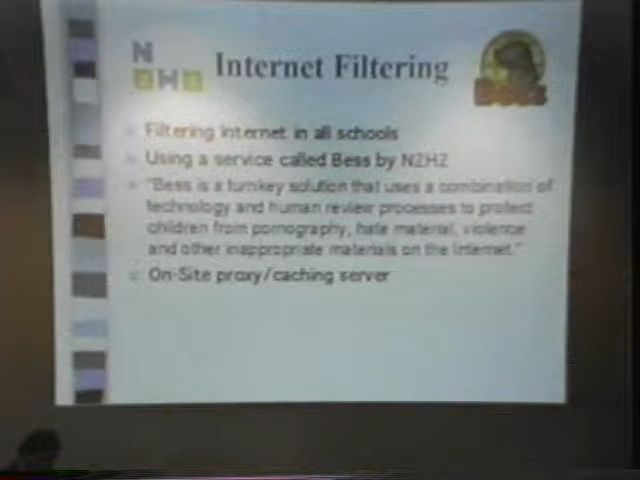 N
2H2
Internet Filtering
Bess
Filtering Internet in all schools
Using a service called Bess by N2H2
"Bess is a turnkey solution that uses a combination of
technology and human review processes to protect
children from pornography, hate material, violence
and other inappropriate materials on the Internet."
On-Site proxy/caching server